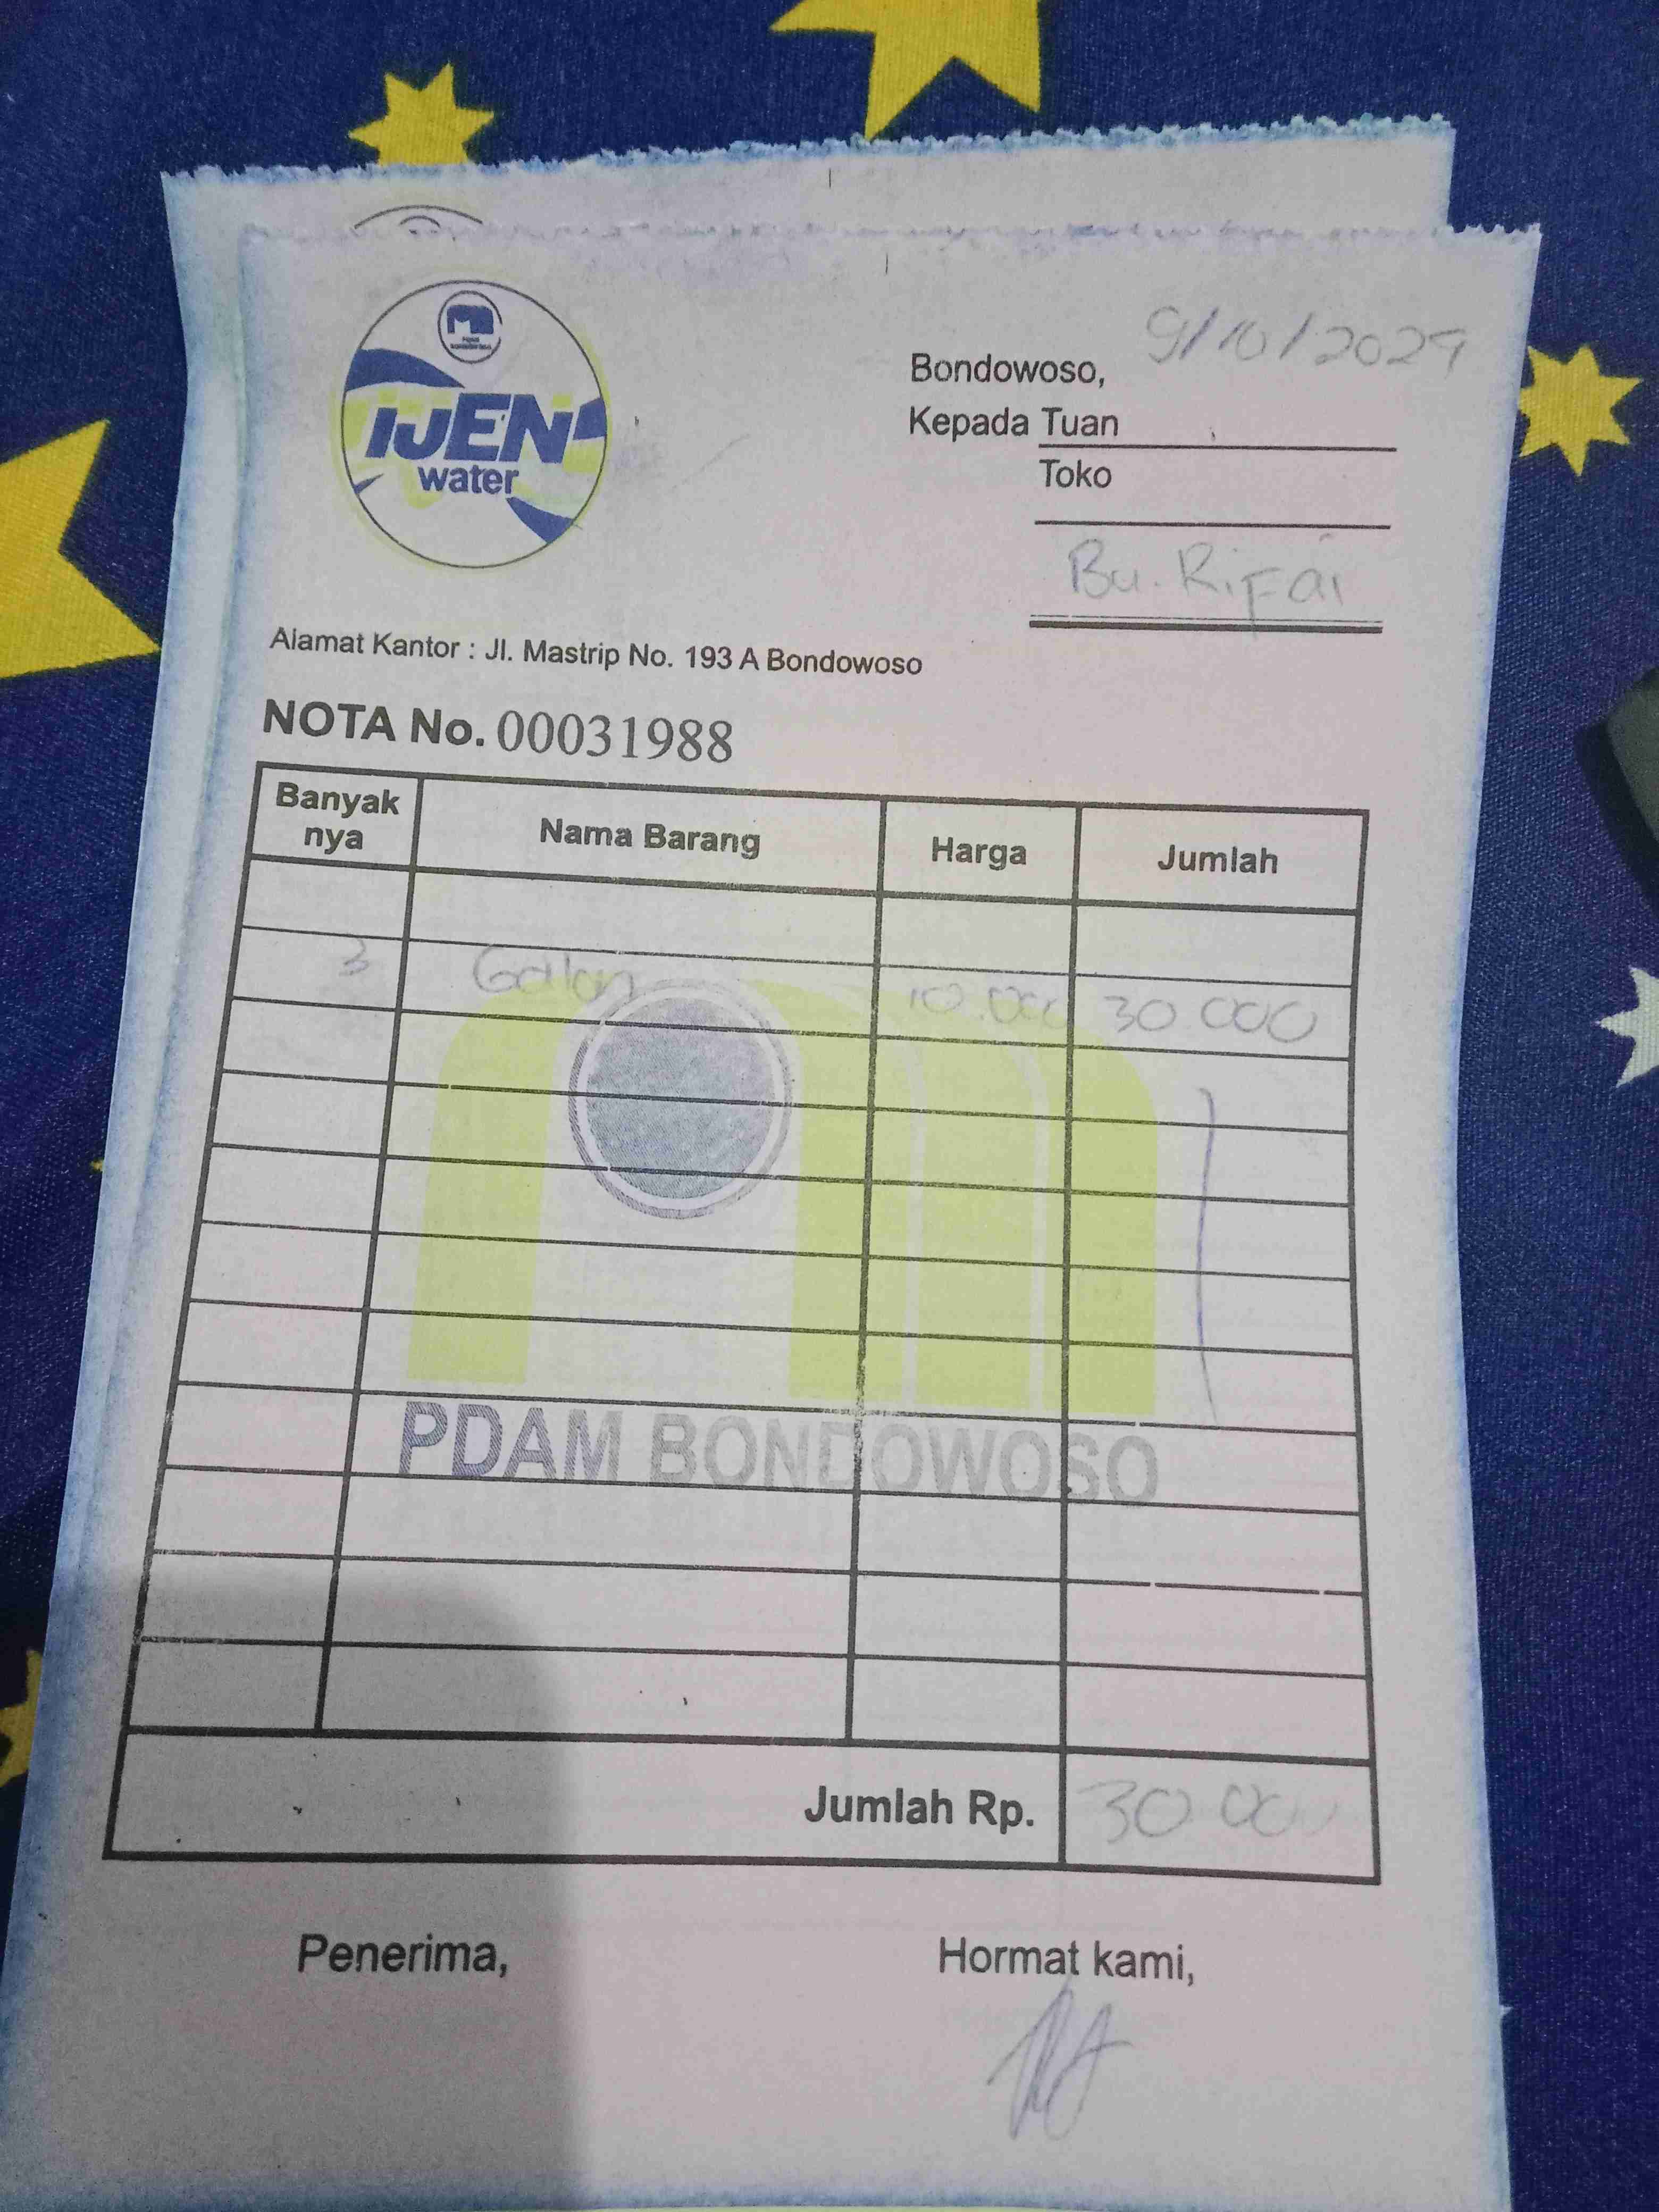 IJEN
water
Bondowoso, 9/10/2024
Kepada Tuan
Toko
Bu. Rifai
Alamat Kantor : Jl. Mastrip No. 193 A Bondowoso
NOTA No. 00031988
Banyak nya Nama Barang Harga Jumlah
3 Gallon 10.000 30 000
PDAM BONDOWOSO
Jumlah Rp. 30 000
Penerima, Hormat kami,